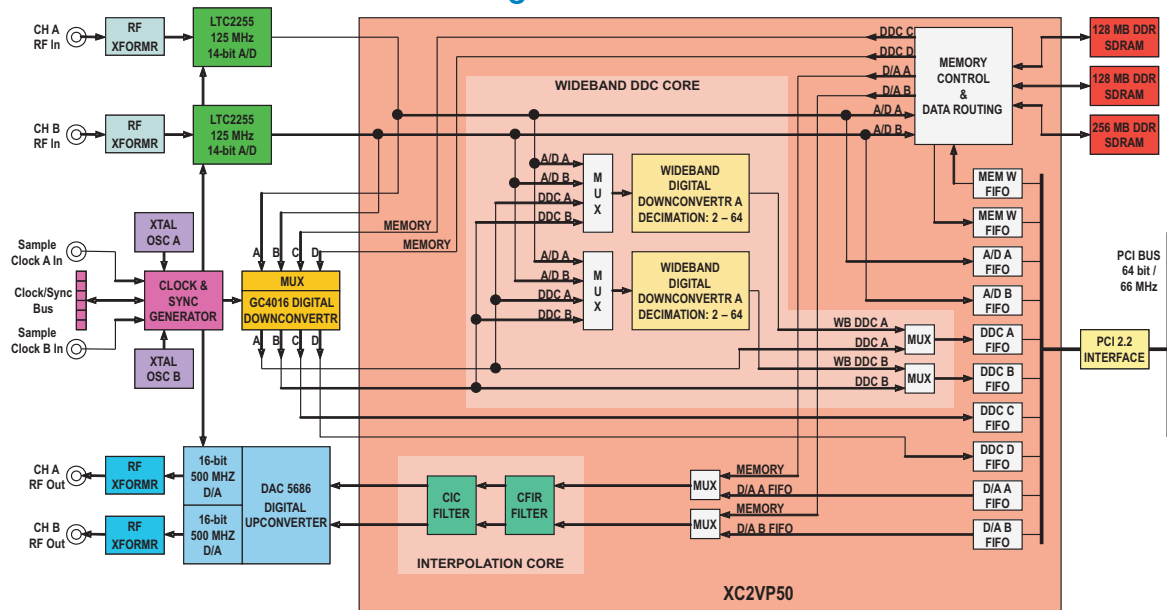 CH A
RF In
RF
XFORMR
LTC2255
125 MHz
14-bit A/D
CH B
RF In
RF
XFORMR
LTC2255
125 MHz
14-bit A/D
XTAL
OSC A
Sample
Clock A In
Clock/Sync
Bus
Sample
Clock B In
CLOCK &
SYNC
GENERATOR
XTAL
OSC B
MEMORY
MEMORY
A
B
C
D
MUX
GC4016 DIGITAL
DOWNCONVERTR
A
B
C
D
CH A
RF Out
RF
XFORMR
16-bit
500 MHZ
D/A
CH B
RF Out
RF
XFORMR
16-bit
500 MHZ
D/A
DAC 5686
DIGITAL
UPCONVERTER
WIDEBAND DDC CORE
A/D A
A/D B
DDC A
DDC B
M
U
X
WIDEBAND
DIGITAL
DOWNCONVERTR A
DECIMATION: 2 – 64
A/D A
A/D B
DDC A
DDC B
M
U
X
WIDEBAND
DIGITAL
DOWNCONVERTR A
DECIMATION: 2 – 64
DDC C
DDC D
D/A A
D/A B
A/D A
A/D B
MEMORY
CONTROL
&
DATA ROUTING
128 MB DDR
SDRAM
128 MB DDR
SDRAM
256 MB DDR
SDRAM
WB DDC A
DDC A
MUX
WB DDC B
DDC B
MUX
MEM W
FIFO
MEM W
FIFO
A/D A
FIFO
A/D B
FIFO
DDC A
FIFO
DDC B
FIFO
DDC C
FIFO
DDC D
FIFO
D/A A
FIFO
D/A B
FIFO
PCI BUS
64 bit /
66 MHz
PCI 2.2
INTERFACE
CIC
FILTER
CFIR
FILTER
INTERPOLATION CORE
MUX
MEMORY
D/A A FIFO
MUX
MEMORY
D/A B FIFO
XC2VP50